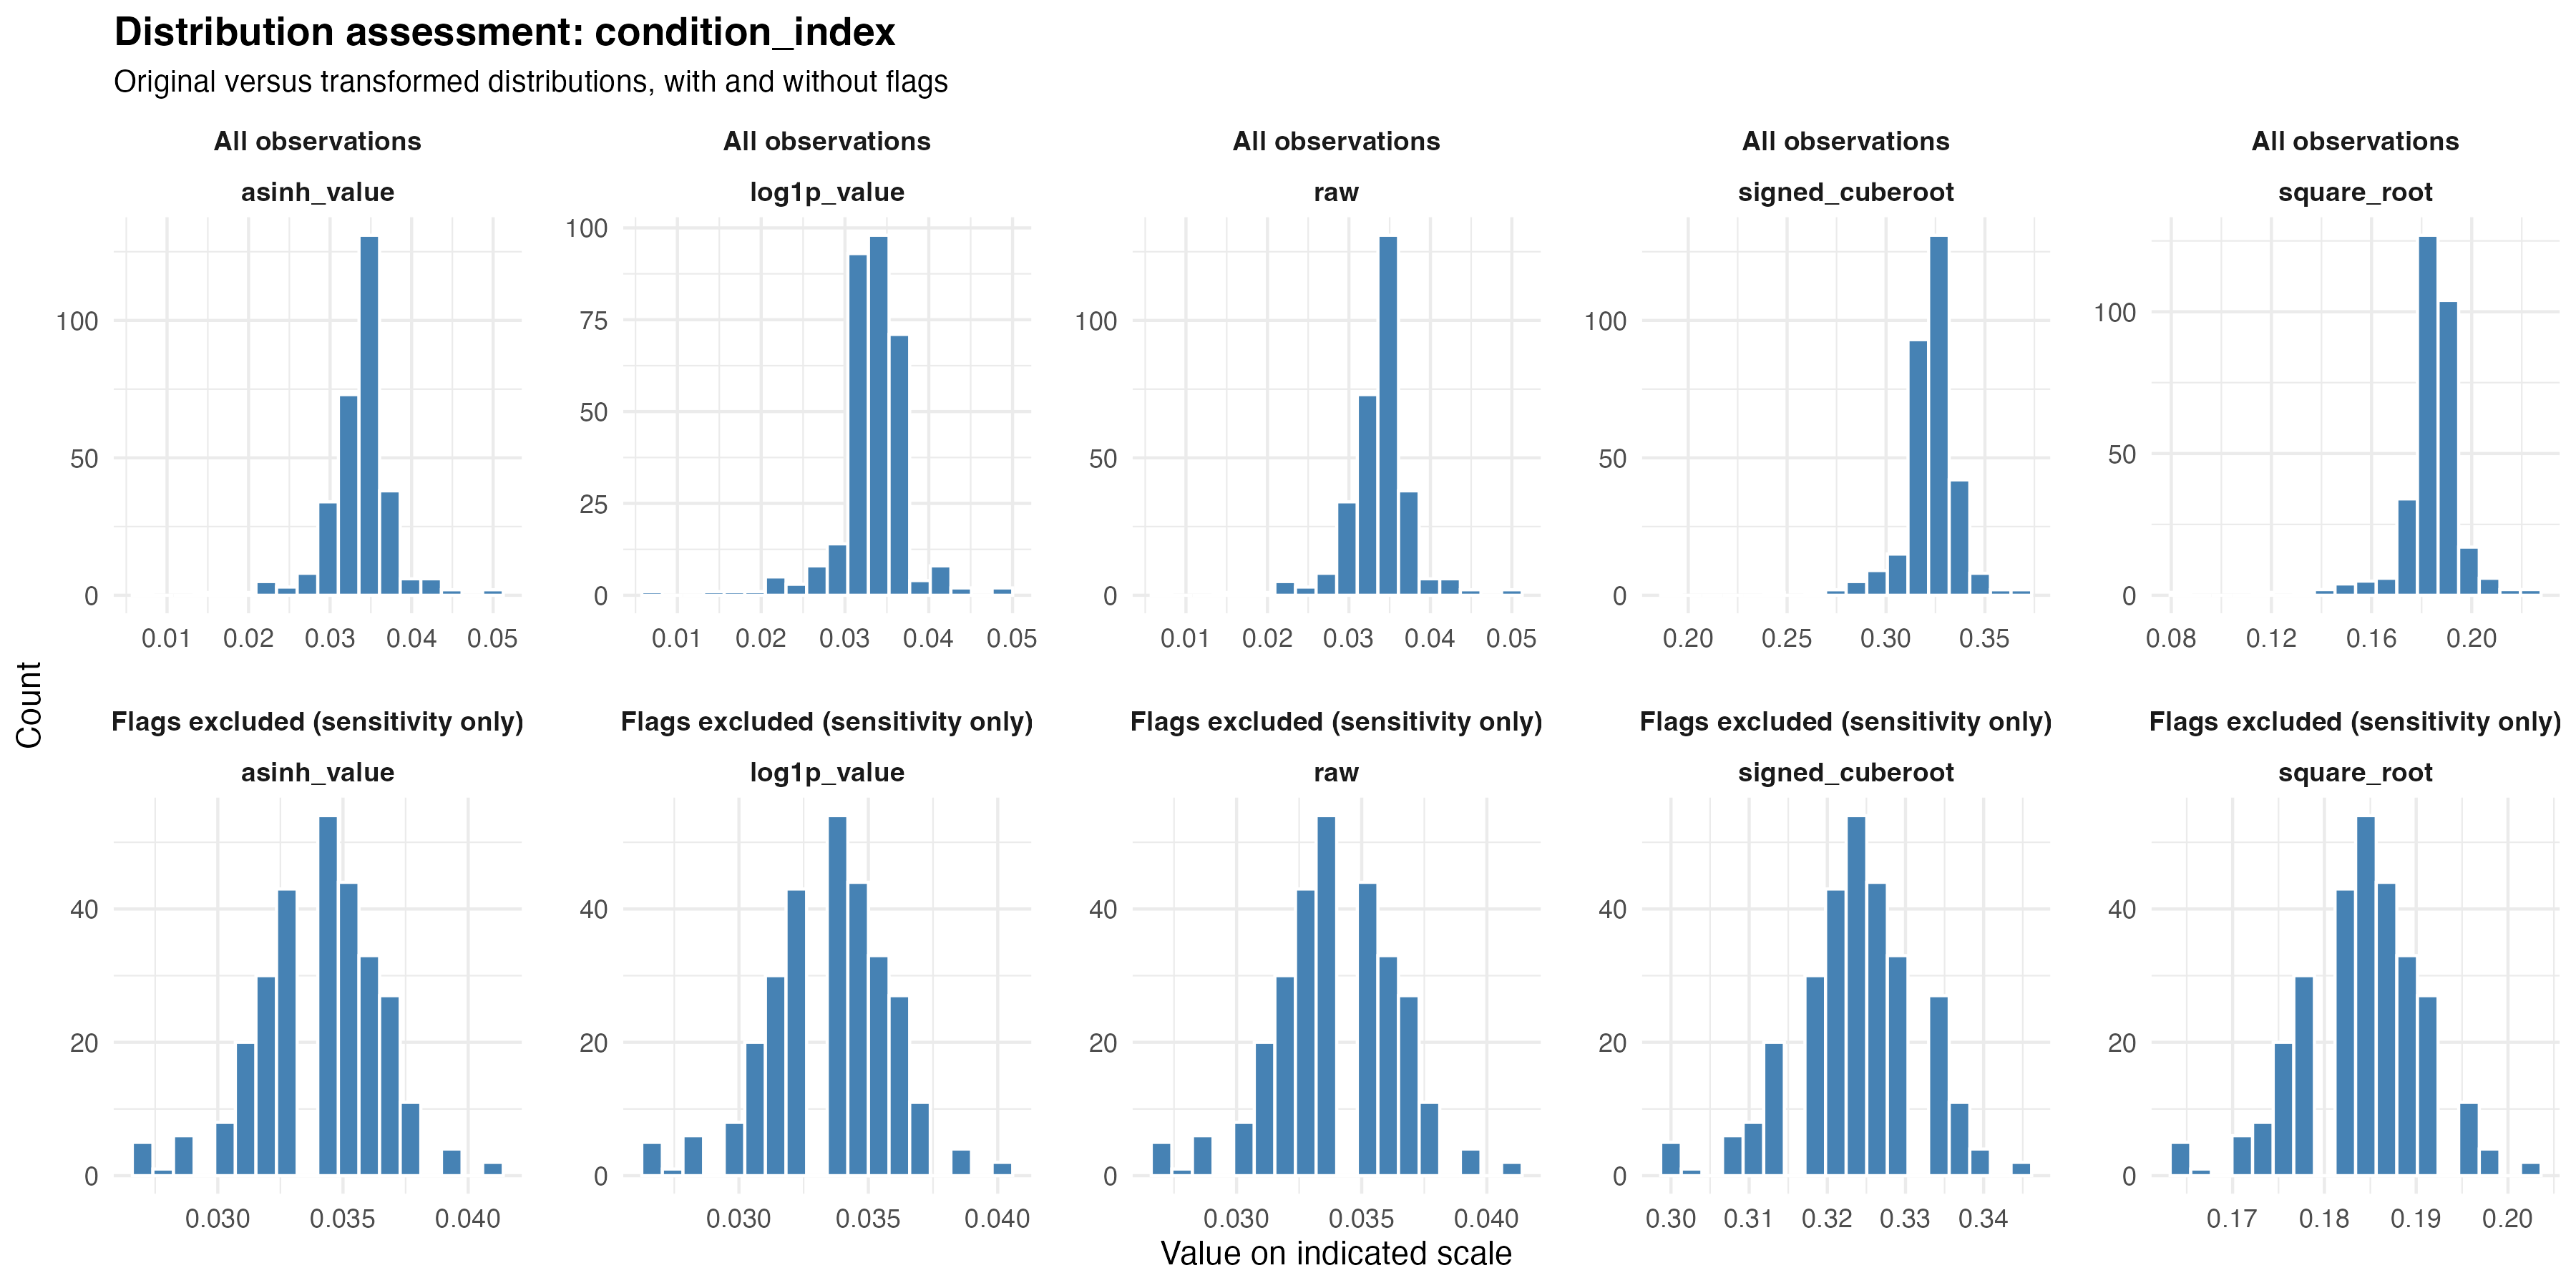 Distribution assessment: condition_index
Original versus transformed distributions, with and without flags
All observations All observations All observations All observations All observations
asinh_value log1p_value raw signed_cuberoot square_root
100
50
0
0.01 0.02 0.03 0.04 0.05
100
75
50
25
0
0.01 0.02 0.03 0.04 0.05
100
50
0
0.01 0.02 0.03 0.04 0.05
100
50
0
0.20 0.25 0.30 0.35
100
50
0
0.08 0.12 0.16 0.20
Count
Flags excluded (sensitivity only) Flags excluded (sensitivity only) Flags excluded (sensitivity only) Flags excluded (sensitivity only) Flags excluded (sensitivity only)
asinh_value log1p_value raw signed_cuberoot square_root
40
20
0
0.030 0.035 0.040
40
20
0
0.030 0.035 0.040
40
20
0
0.030 0.035 0.040
40
20
0
0.30 0.31 0.32 0.33 0.34
40
20
0
0.17 0.18 0.19 0.20
Value on indicated scale